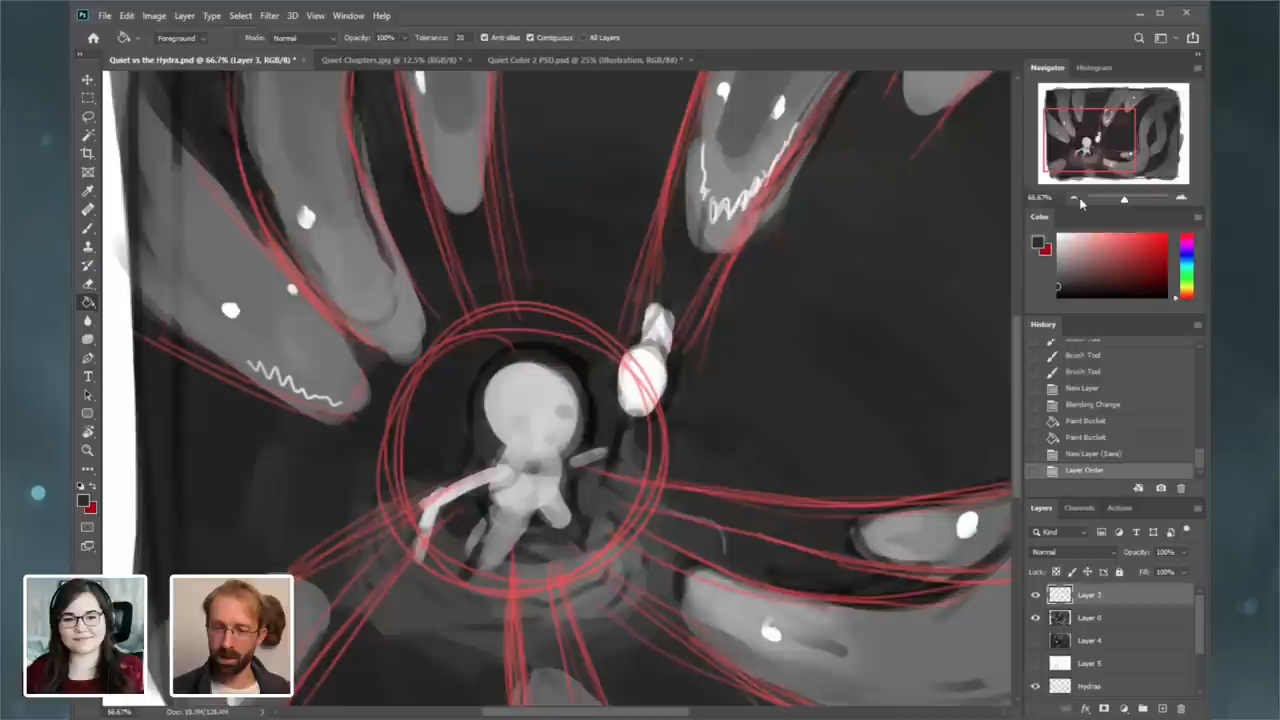 File Edit Image Layer Type Select Filter 3D View Window Help
Foreground Mode: Normal Opacity: 100% Tolerance: 20 Anti-alias Contiguous All Layers
Quiet vs the Hydra.psd @ 66.7% (Layer 3, RGB/8) * × Quiet Chapters.jpg @ 12.5% (RGB/8) * × Quiet Color 2 PSD.psd @ 25% (Illustration, RGB/8#) * ×
Navigator Histogram
66.67%
Color
History
Brush Tool
Brush Tool
New Layer
Blending Change
Paint Bucket
Paint Bucket
New Layer (Save)
Layer Order
Layers Channels Actions
Kind
Normal Opacity: 100%
Lock: Fill: 100%
Layer 3
Layer 6
Layer 4
Layer 5
Hydras
66.67%